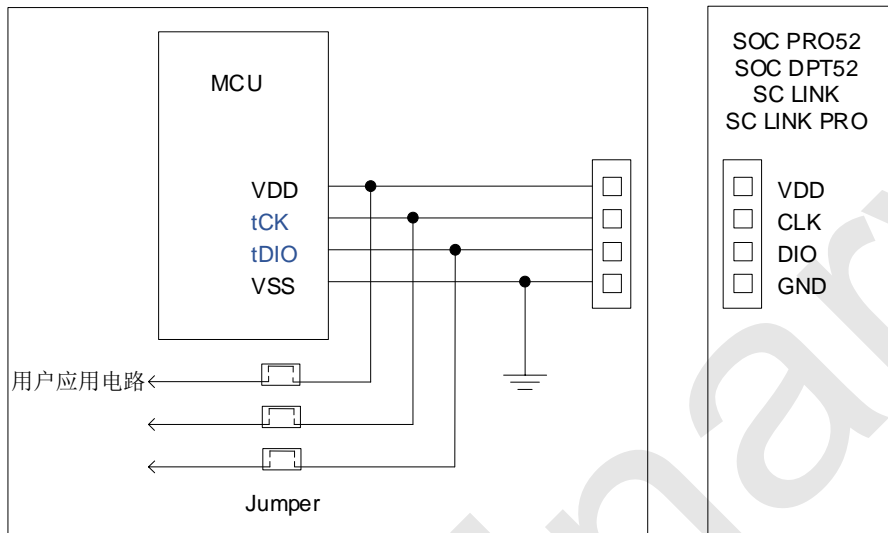 MCU
VDD
tCK
tDIO
VSS
用户应用电路
Jumper
SOC PRO52
SOC DPT52
SC LINK
SC LINK PRO
VDD
CLK
DIO
GND